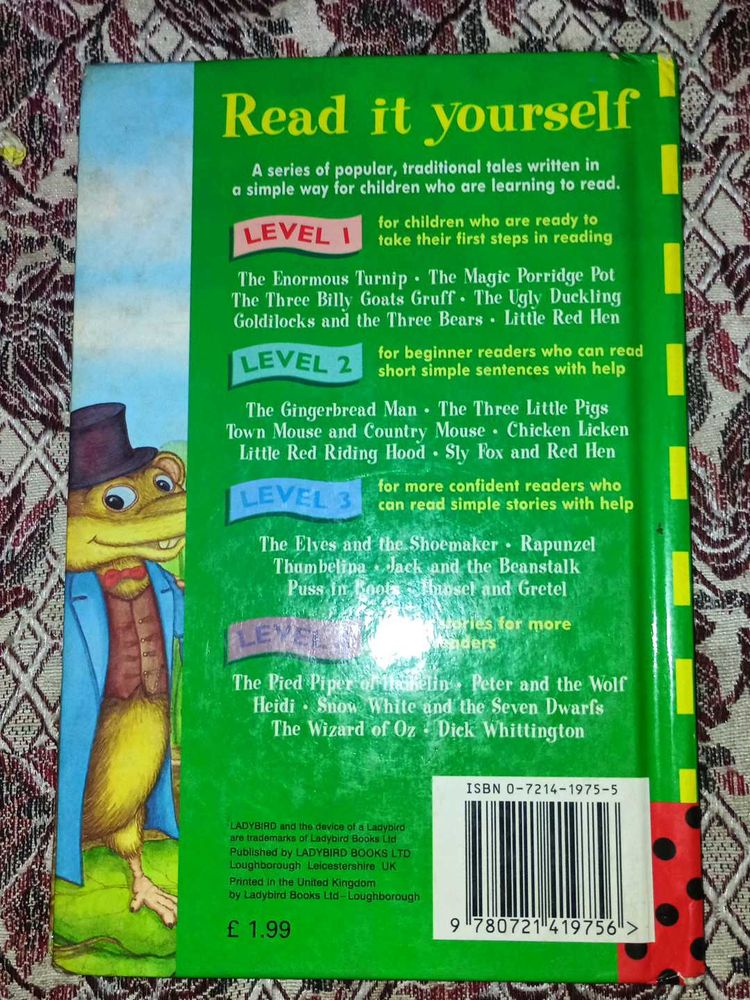 Read it yourself
A series of popular, traditional tales written in
a simple way for children who are learning to read.
LEVEL 1
for children who are ready to
take their first steps in reading
The Enormous Turnip • The Magic Porridge Pot
The Three Billy Goats Gruff • The Ugly Duckling
Goldilocks and the Three Bears • Little Red Hen
LEVEL 2
for beginner readers who can read
short simple sentences with help
The Gingerbread Man • The Three Little Pigs
Town Mouse and Country Mouse • Chicken Licken
Little Red Riding Hood • Sly Fox and Red Hen
LEVEL 3
for more confident readers who
can read simple stories with help
The Elves and the Shoemaker • Rapunzel
Thumbelina • Jack and the Beanstalk
Puss in Boots • Hansel and Gretel
LEVEL
stories for more
readers
The Pied Piper of Hamelin • Peter and the Wolf
Heidi • Snow White and the Seven Dwarfs
The Wizard of Oz • Dick Whittington
LADYBIRD and the device of a Ladybird
are trademarks of Ladybird Books Ltd
Published by LADYBIRD BOOKS LTD
Loughborough Leicestershire UK
Printed in the United Kingdom
by Ladybird Books Ltd – Loughborough
£ 1.99
ISBN 0-7214-1975-5
9 780721 419756 >